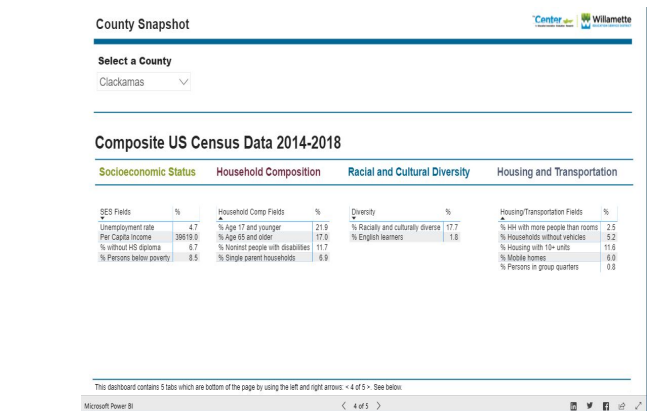 County Snapshot
Center
Willamette
EDUCATION SERVICE DISTRICT
Select a County
Clackamas
Composite US Census Data 2014-2018
Socioeconomic Status
Household Composition
Racial and Cultural Diversity
Housing and Transportation
SES Fields %
Unemployment rate 4.7
Per Capita Income 39619.0
% without HS diploma 6.7
% Persons below poverty 8.5
Household Comp Fields %
% Age 17 and younger 21.9
% Age 65 and older 17.0
% Noninst people with disabilities 11.7
% Single parent households 6.9
Diversity %
% Racially and culturally diverse 17.7
% English learners 1.8
Housing/Transportation Fields %
% HH with more people than rooms 2.5
% Households without vehicles 5.2
% Housing with 10+ units 11.6
% Mobile homes 6.0
% Persons in group quarters 0.8
This dashboard contains 5 tabs which are bottom of the page by using the left and right arrows: < 4 of 5 >. See below.
Microsoft Power BI
4 of 5